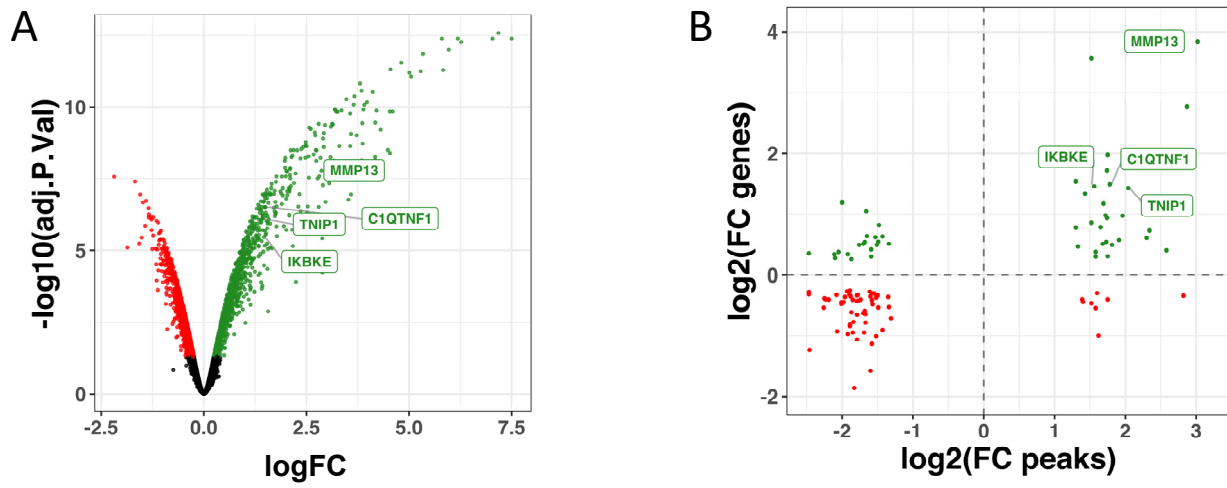 A
-log10(adj.P.Val)
10
5
0
MMP13
C1QTNF1
TNIP1
IKBKE
-2.5
0.0
2.5
5.0
7.5
logFC
B
log2(FC genes)
4
2
0
-2
MMP13
IKBKE
C1QTNF1
TNIP1
-2
-1
0
1
2
3
log2(FC peaks)